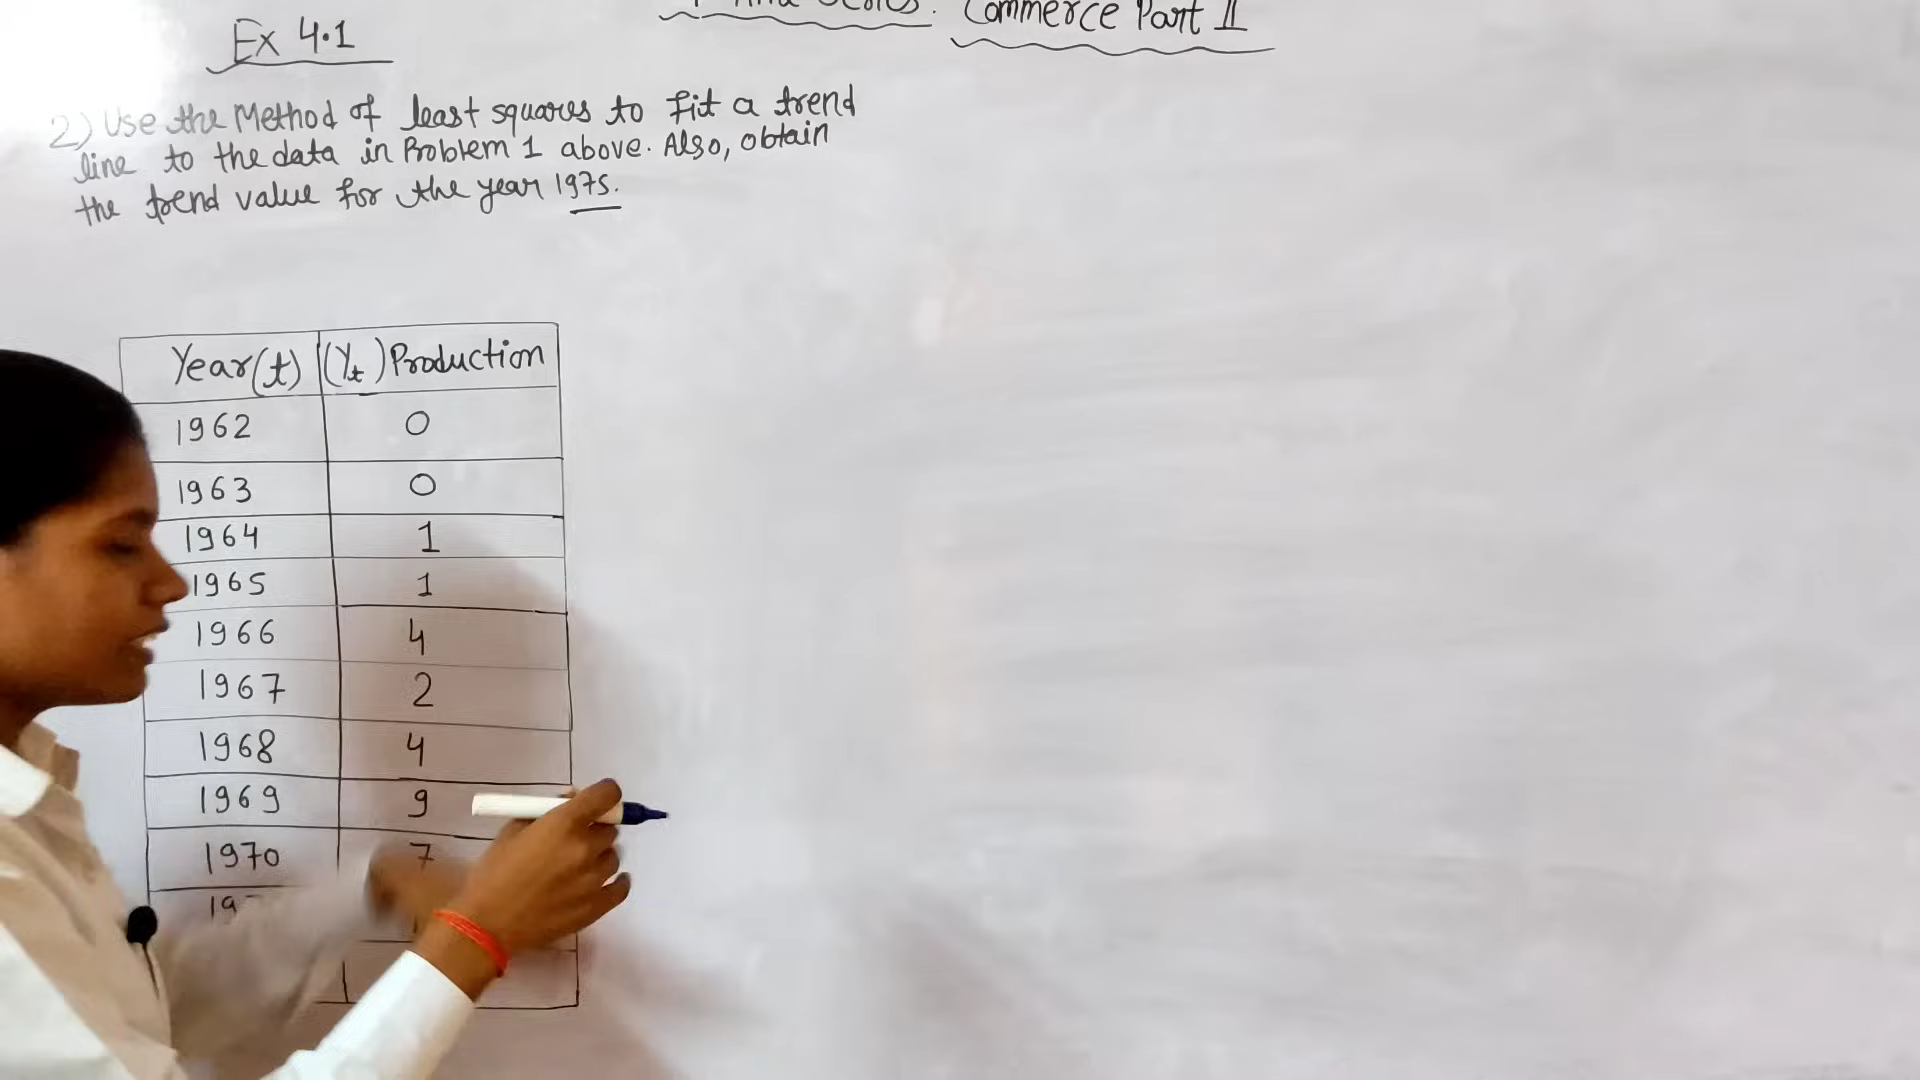 Ex 4.1
Commerce Part II
2) Use the Method of least squares to fit a trend
line to the data in Problem 1 above. Also, obtain
the trend value for the year 1975.
Year(t) (Yt) Production
1962 0
1963 0
1964 1
1965 1
1966 4
1967 2
1968 4
1969 9
1970 7
19